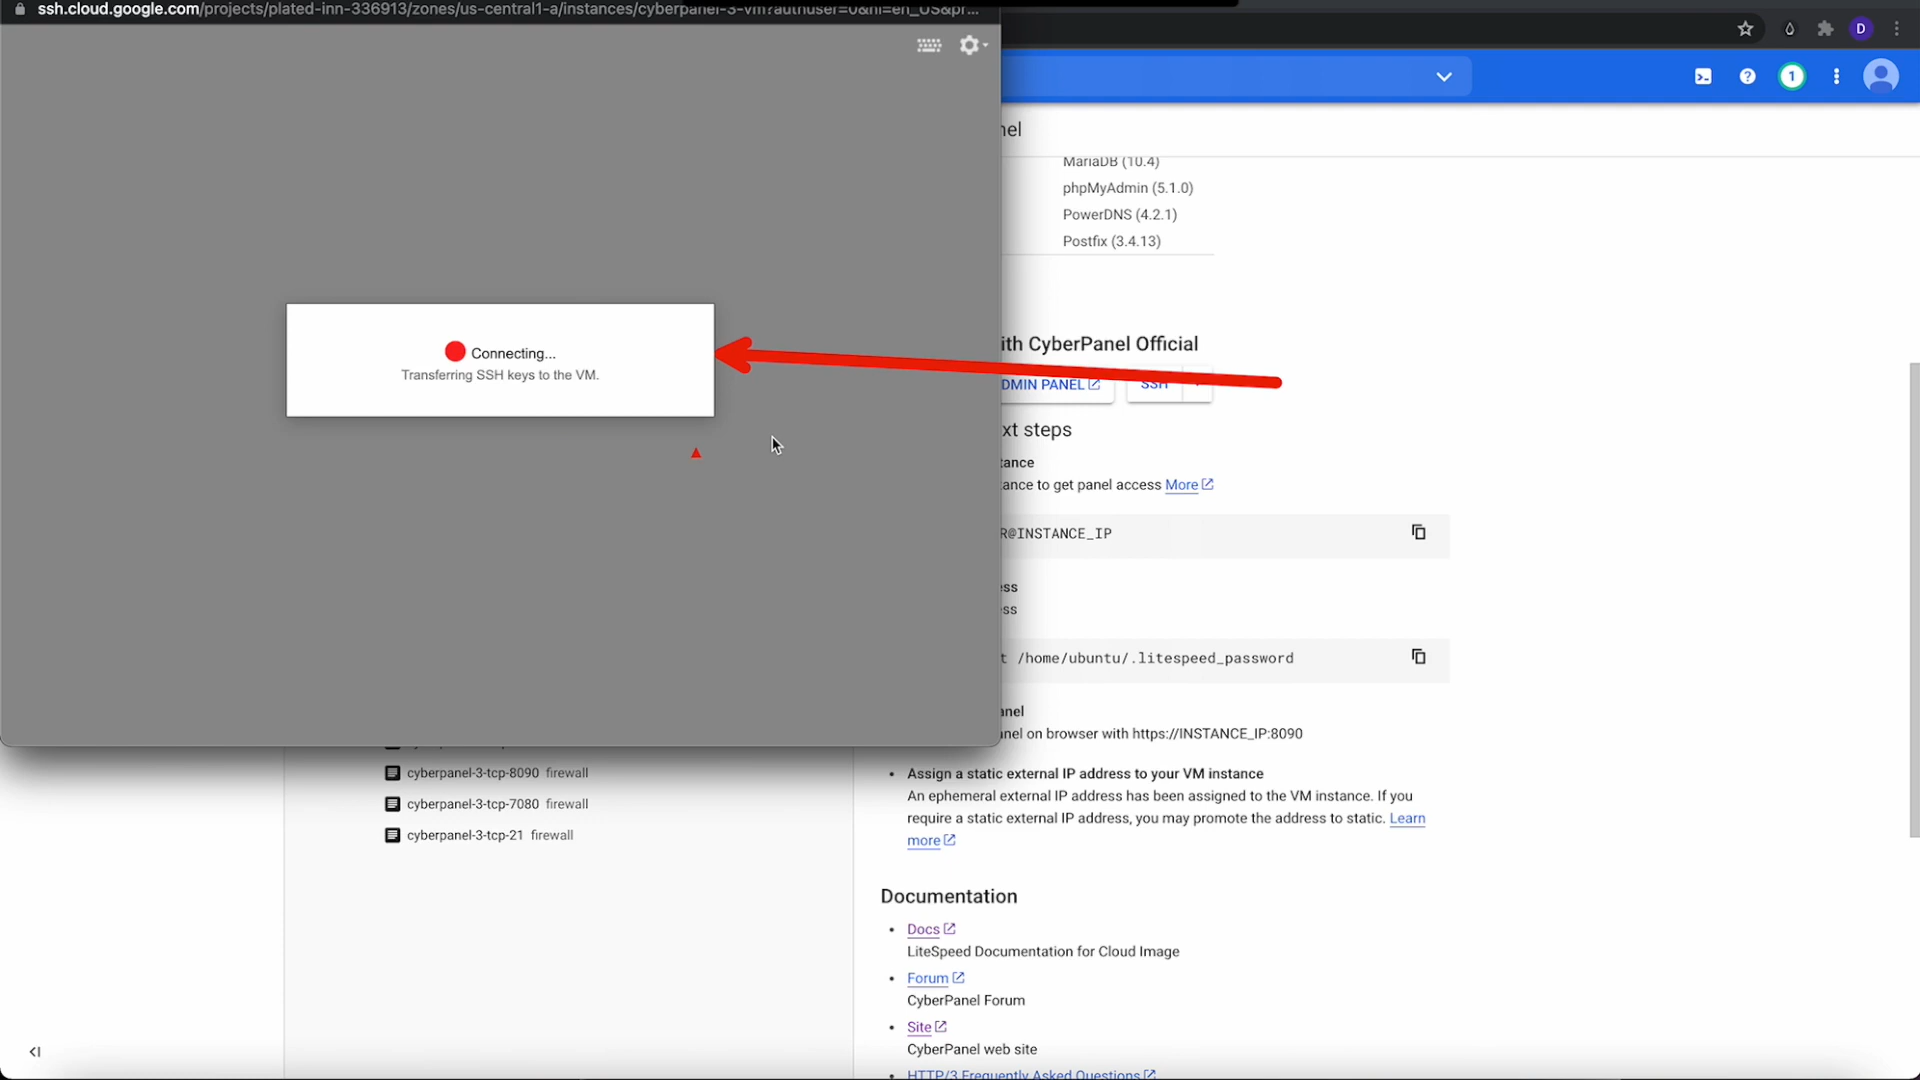 ssh.cloud.google.com/projects/plated-inn-336913/zones/us-central1-a/instances/cyberpanel-3-vm?authuser=0&hl=en_US&pr...
D
1
nel
MariaDB (10.4)
phpMyAdmin (5.1.0)
PowerDNS (4.2.1)
Postfix (3.4.13)
Connecting...
Transferring SSH keys to the VM.
ith CyberPanel Official
DMIN PANEL
SSH
xt steps
tance
tance to get panel access More
R@INSTANCE_IP
ess
ess
t /home/ubuntu/.litespeed_password
anel
anel on browser with https://INSTANCE_IP:8090
cyberpanel-3-tcp-8090 firewall
cyberpanel-3-tcp-7080 firewall
cyberpanel-3-tcp-21 firewall
• Assign a static external IP address to your VM instance
An ephemeral external IP address has been assigned to the VM instance. If you
require a static external IP address, you may promote the address to static. Learn
more
Documentation
• Docs
LiteSpeed Documentation for Cloud Image
• Forum
CyberPanel Forum
• Site
CyberPanel web site
• HTTP/3 Frequently Asked Questions